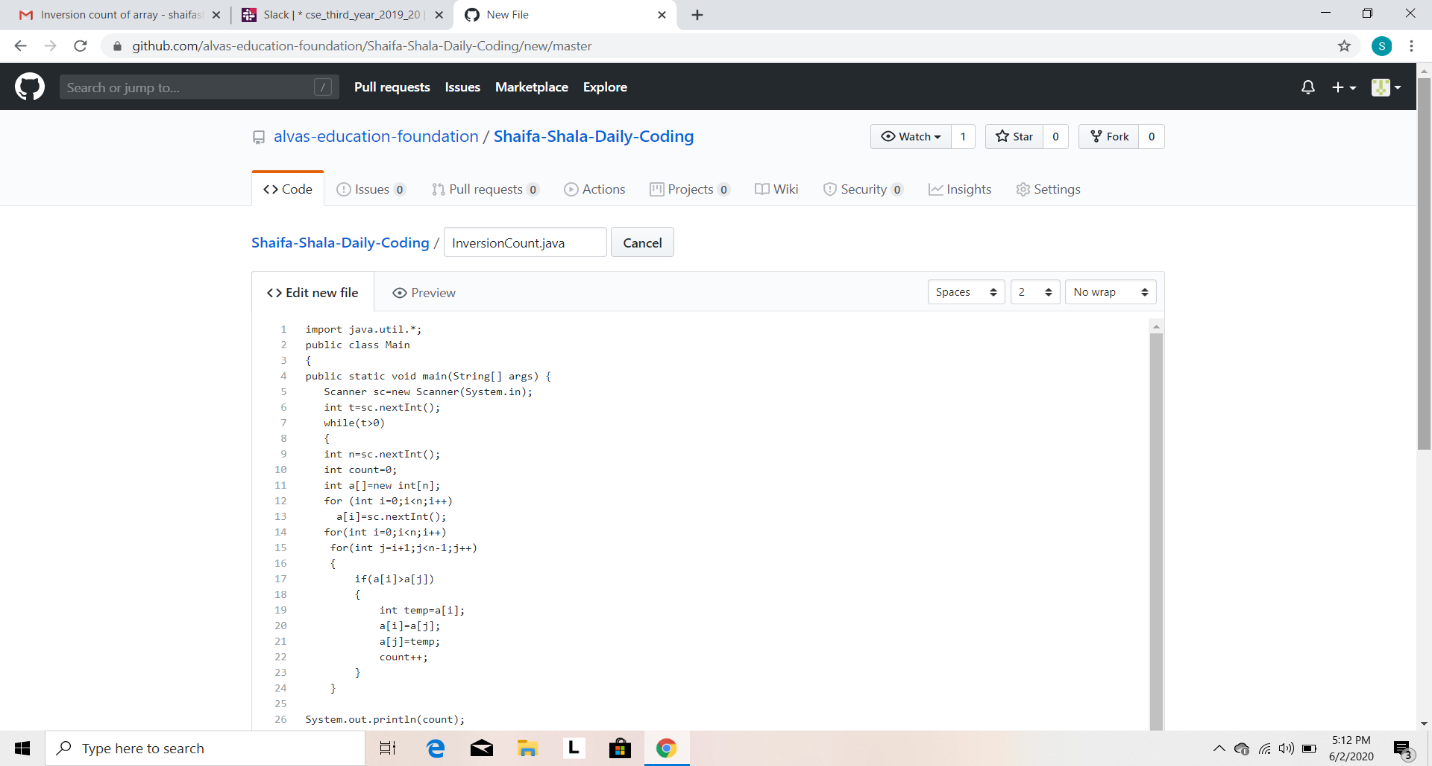 Inversion count of array - shaifas
Slack | * cse_third_year_2019_20 |
New File
github.com/alvas-education-foundation/Shaifa-Shala-Daily-Coding/new/master
S
Search or jump to...
/
Pull requests
Issues
Marketplace
Explore
alvas-education-foundation / Shaifa-Shala-Daily-Coding
Watch 1
Star 0
Fork 0
<> Code
Issues 0
Pull requests 0
Actions
Projects 0
Wiki
Security 0
Insights
Settings
Shaifa-Shala-Daily-Coding / InversionCount.java Cancel
<> Edit new file
Preview
Spaces
2
No wrap
1 import java.util.*;
2 public class Main
3 {
4 public static void main(String[] args) {
5 Scanner sc=new Scanner(System.in);
6 int t=sc.nextInt();
7 while(t>0)
8 {
9 int n=sc.nextInt();
10 int count=0;
11 int a[]=new int[n];
12 for (int i=0;i<n;i++)
13 a[i]=sc.nextInt();
14 for(int i=0;i<n;i++)
15 for(int j=i+1;j<n-1;j++)
16 {
17 if(a[i]>a[j])
18 {
19 int temp=a[i];
20 a[i]=a[j];
21 a[j]=temp;
22 count++;
23 }
24 }
25
26 System.out.println(count);
Type here to search
L
5:12 PM
6/2/2020
3